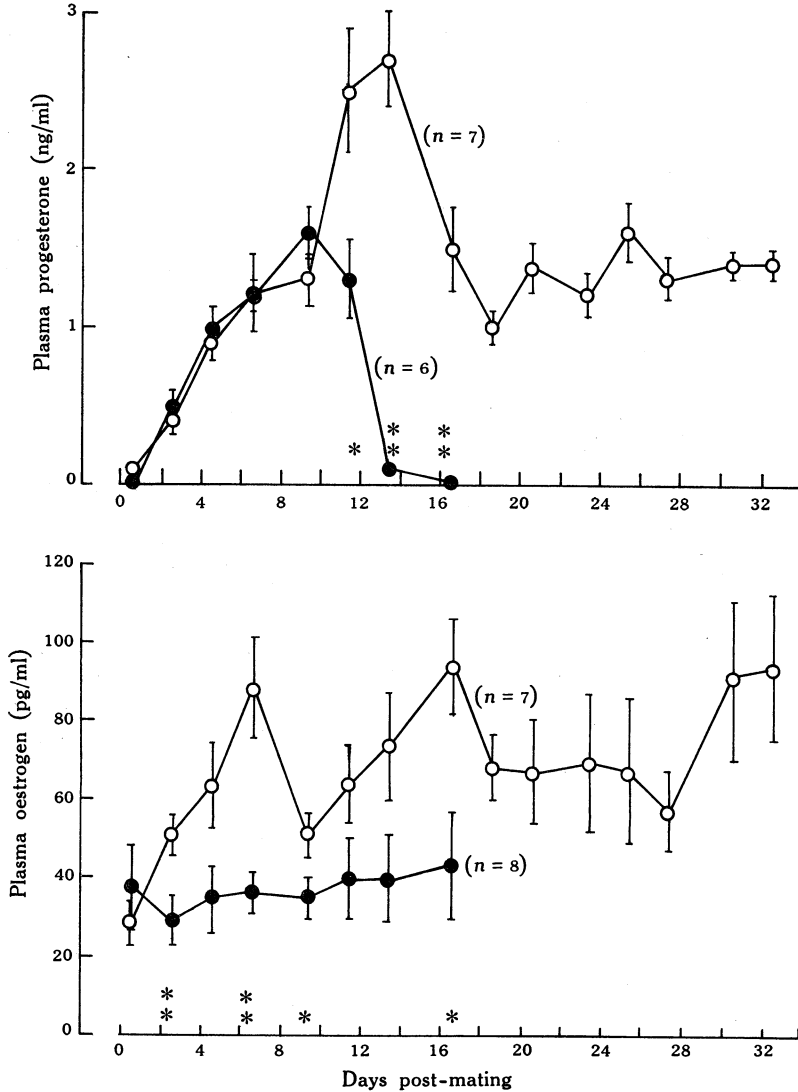 3
2
1
0
Plasma progesterone (ng/ml)
(n = 7)
(n = 6)
* * *
* * *
0 4 8 12 16 20 24 28 32
120
100
80
60
40
20
0
Plasma oestrogen (pg/ml)
(n = 7)
(n = 8)
* *
* * * *
0 4 8 12 16 20 24 28 32
Days post-mating